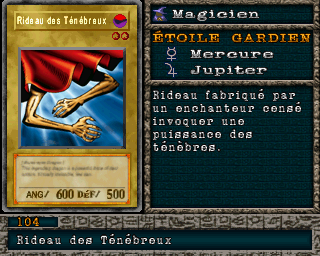 Rideau des Ténébreux
ANG/ 600 DéF/ 500
Magicien
ÉTOILE GARDIEN
Mercure
Jupiter
Rideau fabriqué par
un enchanteur censé
invoquer une
puissance des
ténèbres.
104
Rideau des Ténébreux